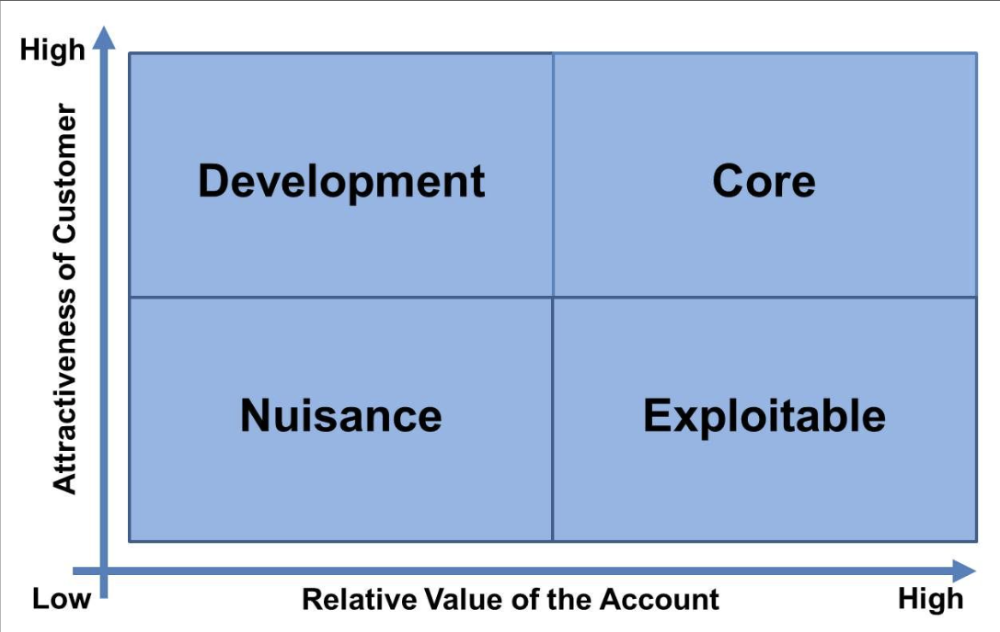 High
Attractiveness of Customer
Development
Core
Nuisance
Exploitable
Low
Relative Value of the Account
High